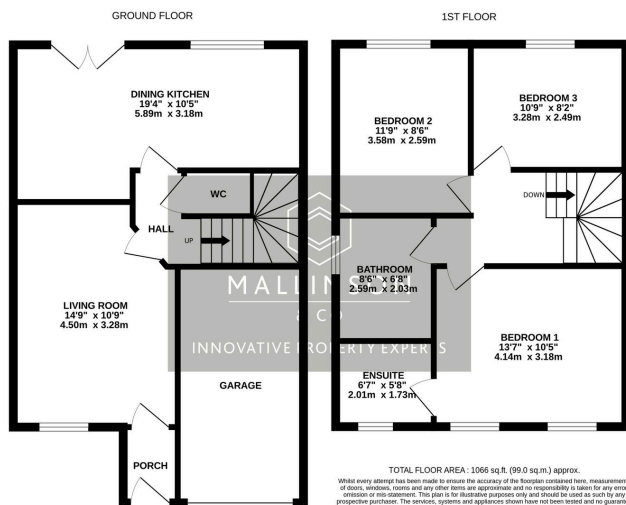 GROUND FLOOR
1ST FLOOR
DINING KITCHEN
19'4" x 10'5"
5.89m x 3.18m
BEDROOM 2
11'9" x 8'6"
3.58m x 2.59m
BEDROOM 3
10'9" x 8'2"
3.28m x 2.49m
WC
HALL
UP
DOWN
LIVING ROOM
14'9" x 10'9"
4.50m x 3.28m
BATHROOM
8'6" x 6'8"
2.59m x 2.03m
MALLINSON
& CO
INNOVATIVE PROPERTY EXPERTS
BEDROOM 1
13'7" x 10'5"
4.14m x 3.18m
ENSUITE
6'7" x 5'8"
2.01m x 1.73m
GARAGE
PORCH
TOTAL FLOOR AREA : 1066 sq.ft. (99.0 sq.m.) approx.
Whilst every attempt has been made to ensure the accuracy of the floorplan contained here, measurement
of doors, windows, rooms and any other items are approximate and no responsibility is taken for any error,
omission or mis-statement. This plan is for illustrative purposes only and should be used as such by any
prospective purchaser. The services, systems and appliances shown have not been tested and no guarante